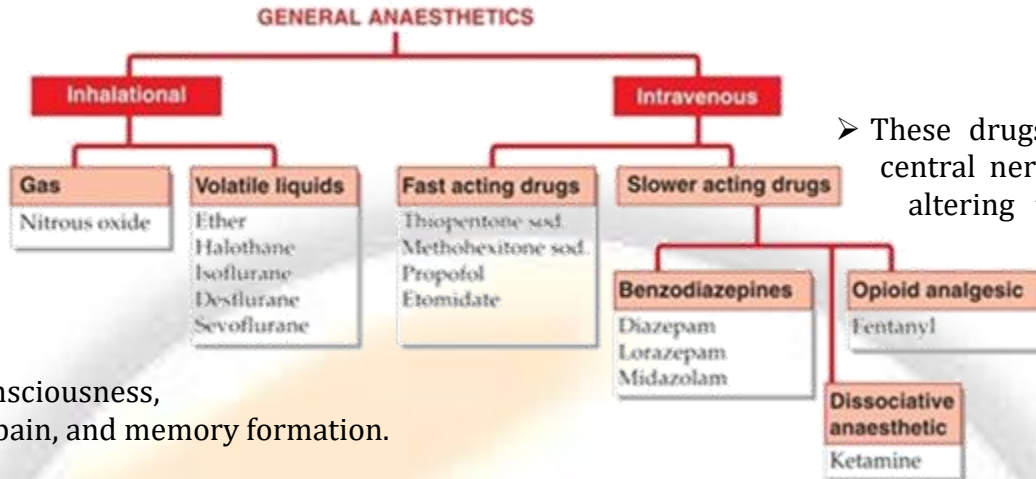 GENERAL ANAESTHETICS
Inhalational
Intravenous
➢ These drugs
central ner
altering
Gas
Nitrous oxide
Volatile liquids
Ether
Halothane
Isoflurane
Desflurane
Sevoflurane
Fast acting drugs
Thiopentone sod.
Methohexitone sod.
Propofol
Etomidate
Slower acting drugs
Benzodiazepines
Diazepam
Lorazepam
Midazolam
Opioid analgesic
Fentanyl
Dissociative
anaesthetic
Ketamine
nsciousness,
pain, and memory formation.